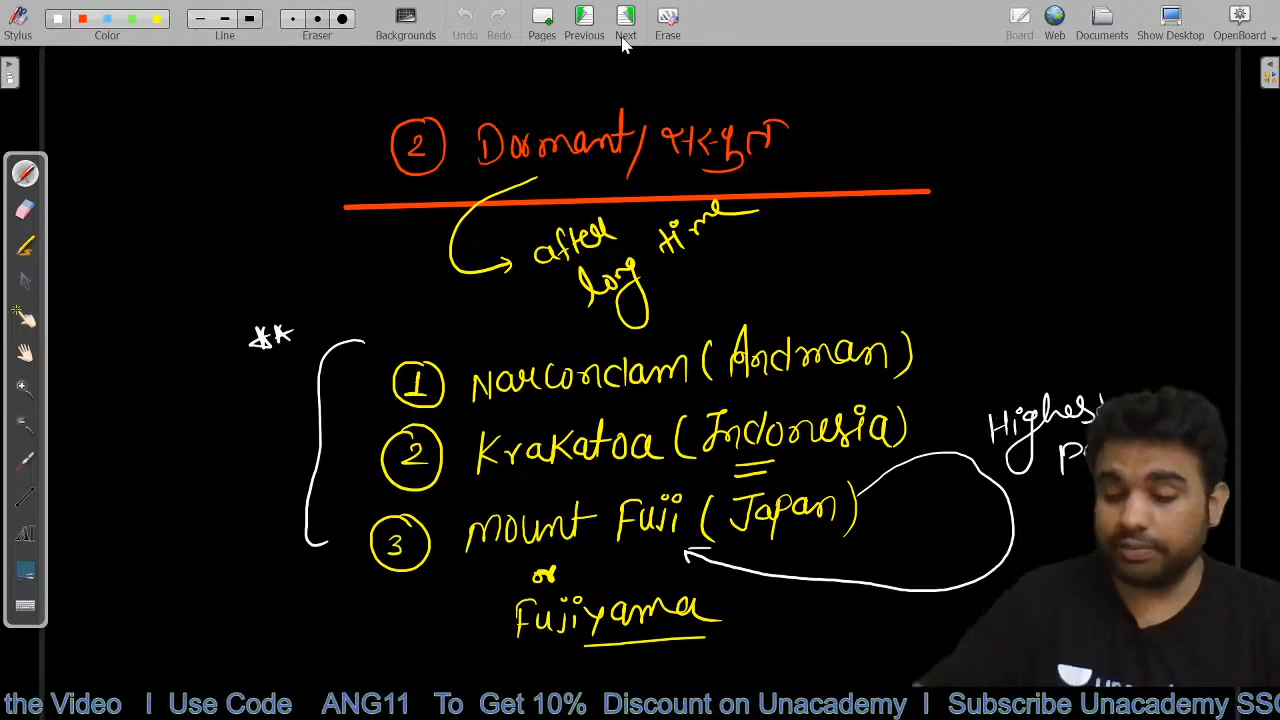 Stylus Color Eraser Backgrounds Undo Redo Pages Previous Next Erase Board Web Documents Show Desktop OpenBoard
② Dormant/
after
long time
**
① Narcondam (Andman)
② Krakatoa (Indonesia)
Highest
③ Mount Fuji (Japan)
or
Fujiyama
the Video I Use Code ANG11 To Get 10% Discount on Unacademy I Subscribe Unacademy SS